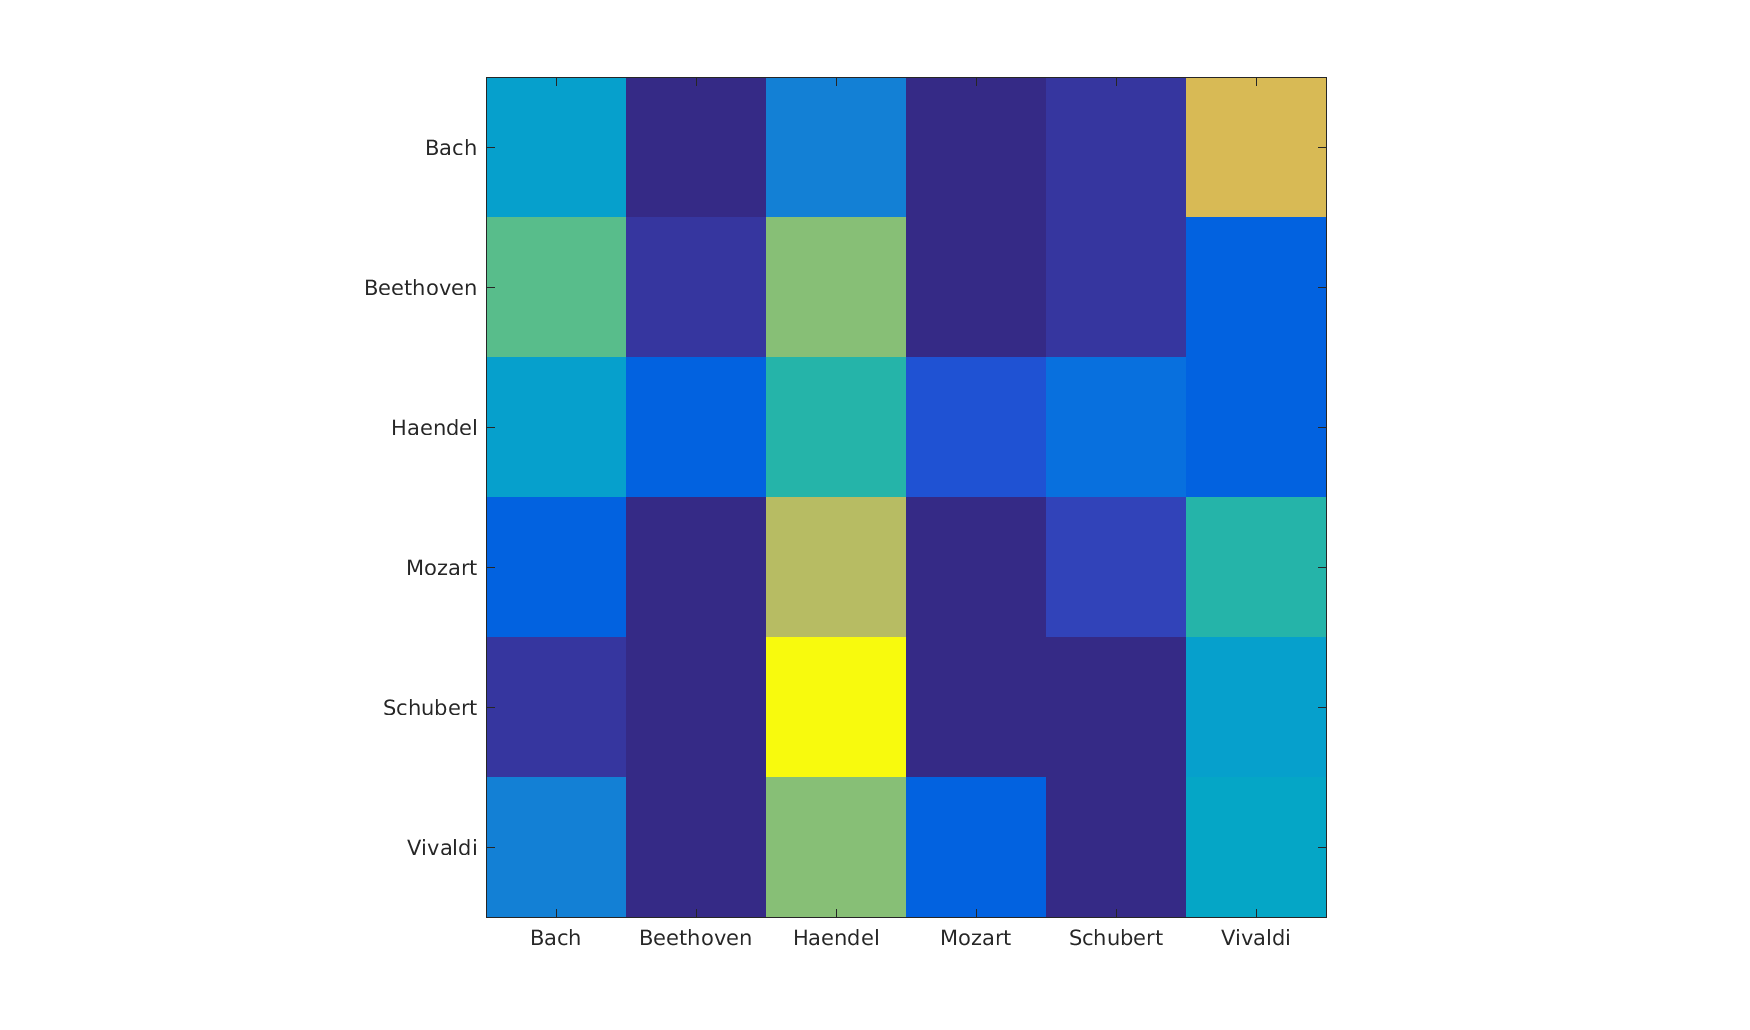 Bach
Beethoven
Haendel
Mozart
Schubert
Vivaldi
Bach Beethoven Haendel Mozart Schubert Vivaldi